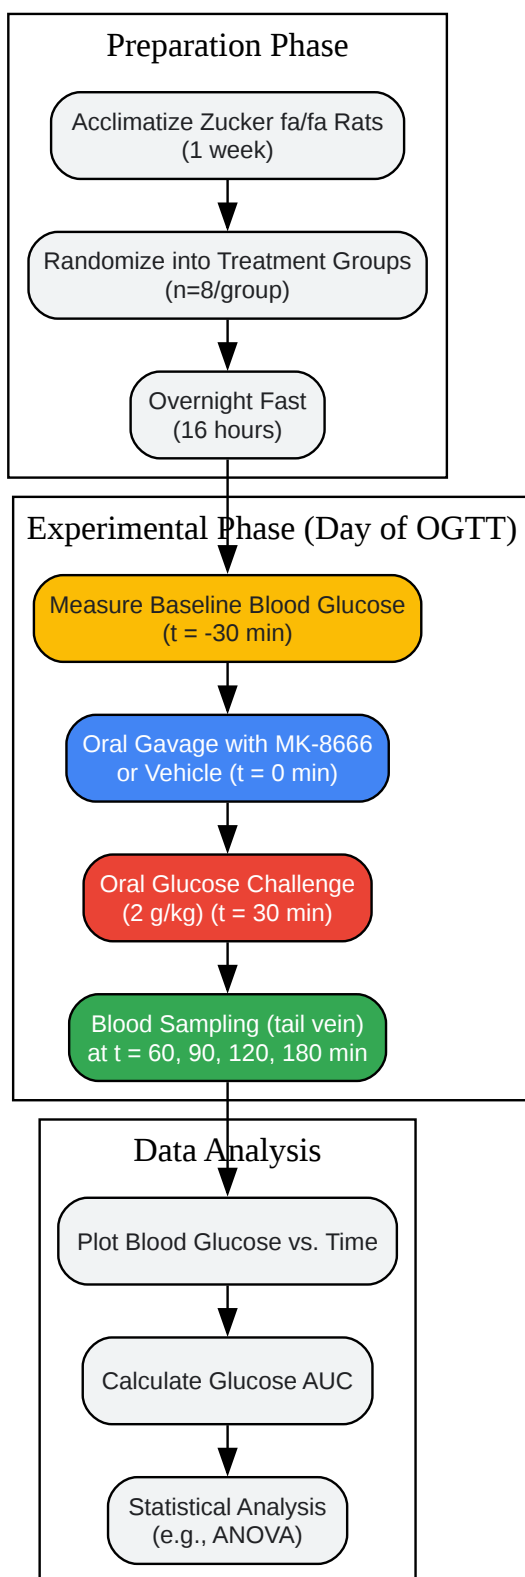 Preparation Phase
Acclimatize Zucker fa/fa Rats
(1 week)
Randomize into Treatment Groups
(n=8/group)
Overnight Fast
(16 hours)
Experimental Phase (Day of OGTT)
Measure Baseline Blood Glucose
(t = -30 min)
Oral Gavage with MK-8666
or Vehicle (t = 0 min)
Oral Glucose Challenge
(2 g/kg) (t = 30 min)
Blood Sampling (tail vein)
at t = 60, 90, 120, 180 min
Data Analysis
Plot Blood Glucose vs. Time
Calculate Glucose AUC
Statistical Analysis
(e.g., ANOVA)